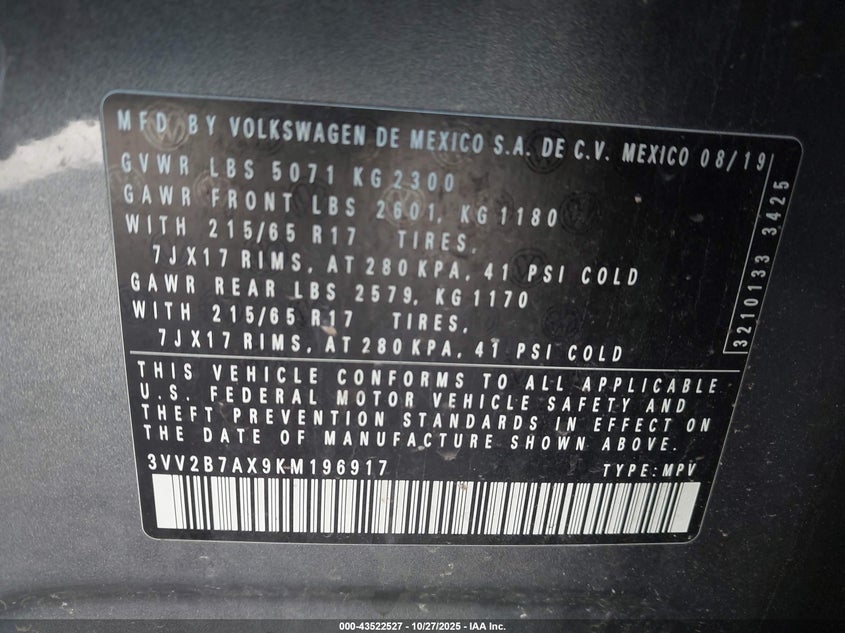 MFD BY VOLKSWAGEN DE MEXICO S.A. DE C.V. MEXICO 08/19
GVWR LBS 5071 KG 2300
GAWR FRONT LBS 2601, KG 1180
WITH 215/65 R17 TIRES,
7JX17 RIMS, AT 280 KPA, 41 PSI COLD
GAWR REAR LBS 2579, KG 1170
WITH 215/65 R17 TIRES,
7JX17 RIMS, AT 280 KPA, 41 PSI COLD
3210133 3425
THIS VEHICLE CONFORMS TO ALL APPLICABLE
U.S. FEDERAL MOTOR VEHICLE SAFETY AND
THEFT PREVENTION STANDARDS IN EFFECT ON
THE DATE OF MANUFACTURE SHOWN ABOVE.
3VV2B7AX9KM196917 TYPE: MPV
000-43522527 - 10/27/2025 - IAA Inc.